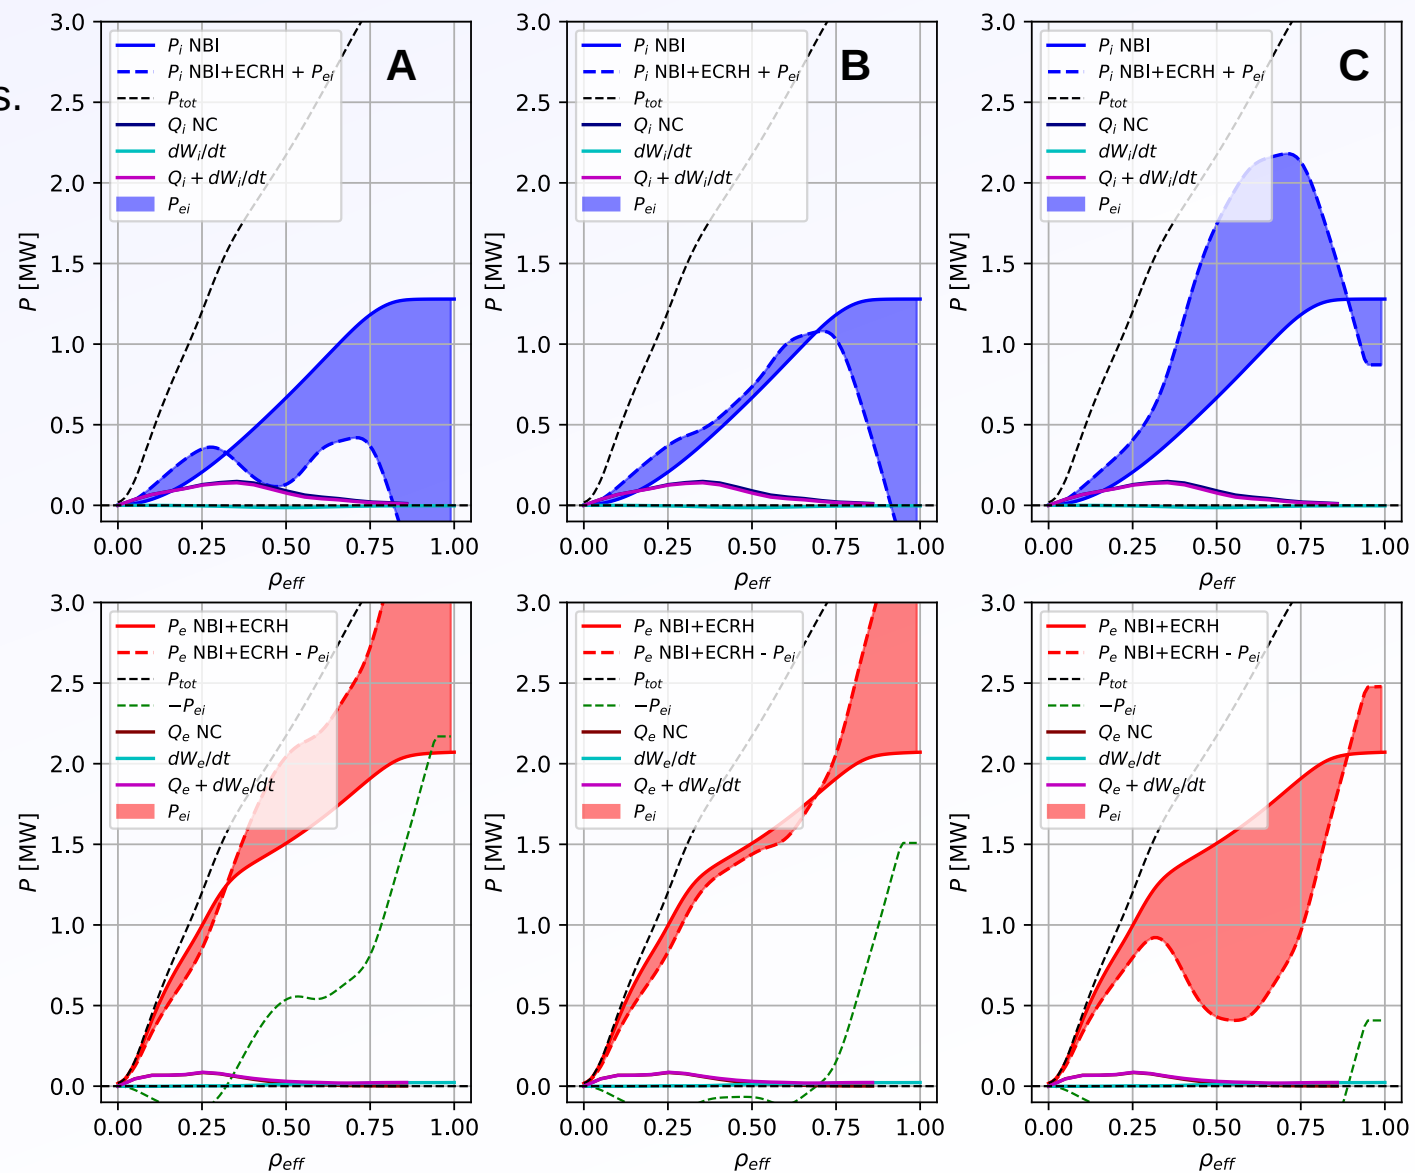 s.
A
3.0
2.5
2.0
1.5
1.0
0.5
0.0
P [MW]
P_i NBI
P_i NBI+ECRH + P_ei
P_tot
Q_i NC
dW_i/dt
Q_i + dW_i/dt
P_ei
0.00 0.25 0.50 0.75 1.00
ρ_eff
B
3.0
2.5
2.0
1.5
1.0
0.5
0.0
P [MW]
P_i NBI
P_i NBI+ECRH + P_ei
P_tot
Q_i NC
dW_i/dt
Q_i + dW_i/dt
P_ei
0.00 0.25 0.50 0.75 1.00
ρ_eff
C
3.0
2.5
2.0
1.5
1.0
0.5
0.0
P [MW]
P_i NBI
P_i NBI+ECRH + P_ei
P_tot
Q_i NC
dW_i/dt
Q_i + dW_i/dt
P_ei
0.00 0.25 0.50 0.75 1.00
ρ_eff
3.0
2.5
2.0
1.5
1.0
0.5
0.0
P [MW]
P_e NBI+ECRH
P_e NBI+ECRH - P_ei
P_tot
−P_ei
Q_e NC
dW_e/dt
Q_e + dW_e/dt
P_ei
0.00 0.25 0.50 0.75 1.00
ρ_eff
3.0
2.5
2.0
1.5
1.0
0.5
0.0
P [MW]
P_e NBI+ECRH
P_e NBI+ECRH - P_ei
P_tot
−P_ei
Q_e NC
dW_e/dt
Q_e + dW_e/dt
P_ei
0.00 0.25 0.50 0.75 1.00
ρ_eff
3.0
2.5
2.0
1.5
1.0
0.5
0.0
P [MW]
P_e NBI+ECRH
P_e NBI+ECRH - P_ei
P_tot
−P_ei
Q_e NC
dW_e/dt
Q_e + dW_e/dt
P_ei
0.00 0.25 0.50 0.75 1.00
ρ_eff